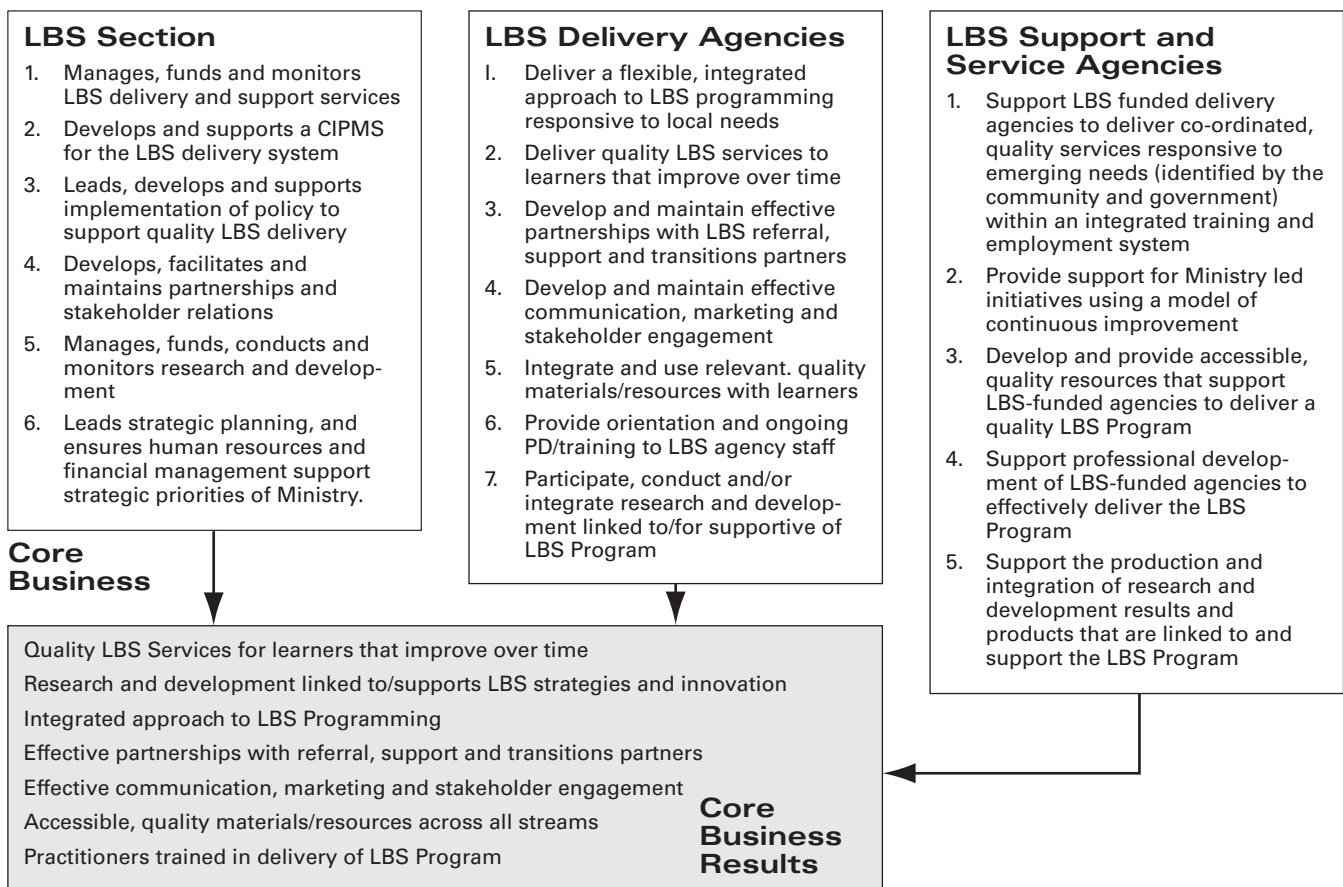 LBS Section
1. Manages, funds and monitors
LBS delivery and support services
2. Develops and supports a CIPMS
for the LBS delivery system
3. Leads, develops and supports
implementation of policy to
support quality LBS delivery
4. Develops, facilitates and
maintains partnerships and
stakeholder relations
5. Manages, funds, conducts and
monitors research and develop-
ment
6. Leads strategic planning, and
ensures human resources and
financial management support
strategic priorities of Ministry.
Core
Business
LBS Delivery Agencies
I. Deliver a flexible, integrated
approach to LBS programming
responsive to local needs
2. Deliver quality LBS services to
learners that improve over time
3. Develop and maintain effective
partnerships with LBS referral,
support and transitions partners
4. Develop and maintain effective
communication, marketing and
stakeholder engagement
5. Integrate and use relevant. quality
materials/resources with learners
6. Provide orientation and ongoing
PD/training to LBS agency staff
7. Participate, conduct and/or
integrate research and develop-
ment linked to/for supportive of
LBS Program
LBS Support and
Service Agencies
1. Support LBS funded delivery
agencies to deliver co-ordinated,
quality services responsive to
emerging needs (identified by the
community and government)
within an integrated training and
employment system
2. Provide support for Ministry led
initiatives using a model of
continuous improvement
3. Develop and provide accessible,
quality resources that support
LBS-funded agencies to deliver a
quality LBS Program
4. Support professional develop-
ment of LBS-funded agencies to
effectively deliver the LBS
Program
5. Support the production and
integration of research and
development results and
products that are linked to and
support the LBS Program
Quality LBS Services for learners that improve over time
Research and development linked to/supports LBS strategies and innovation
Integrated approach to LBS Programming
Effective partnerships with referral, support and transitions partners
Effective communication, marketing and stakeholder engagement
Accessible, quality materials/resources across all streams
Practitioners trained in delivery of LBS Program
Core
Business
Results